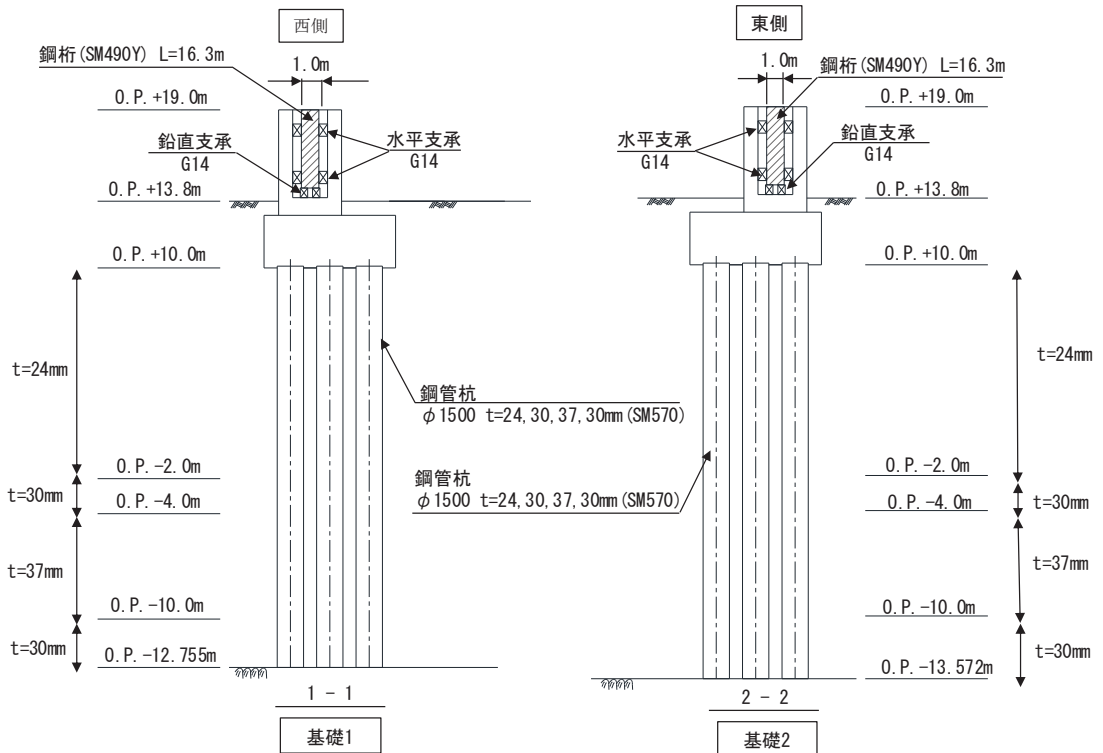 西側
鋼桁(SM490Y) L=16.3m
1.0m
O.P.+19.0m
鉛直支承
G14
水平支承
G14
O.P.+13.8m
O.P.+10.0m
t=24mm
鋼管杭
φ1500 t=24,30,37,30mm(SM570)
O.P.-2.0m
t=30mm
O.P.-4.0m
t=37mm
O.P.-10.0m
t=30mm
O.P.-12.755m
1 - 1
基礎1
東側
1.0m
鋼桁(SM490Y) L=16.3m
O.P.+19.0m
水平支承
G14
鉛直支承
G14
O.P.+13.8m
O.P.+10.0m
t=24mm
鋼管杭
φ1500 t=24,30,37,30mm(SM570)
O.P.-2.0m
t=30mm
O.P.-4.0m
t=37mm
O.P.-10.0m
t=30mm
O.P.-13.572m
2 - 2
基礎2